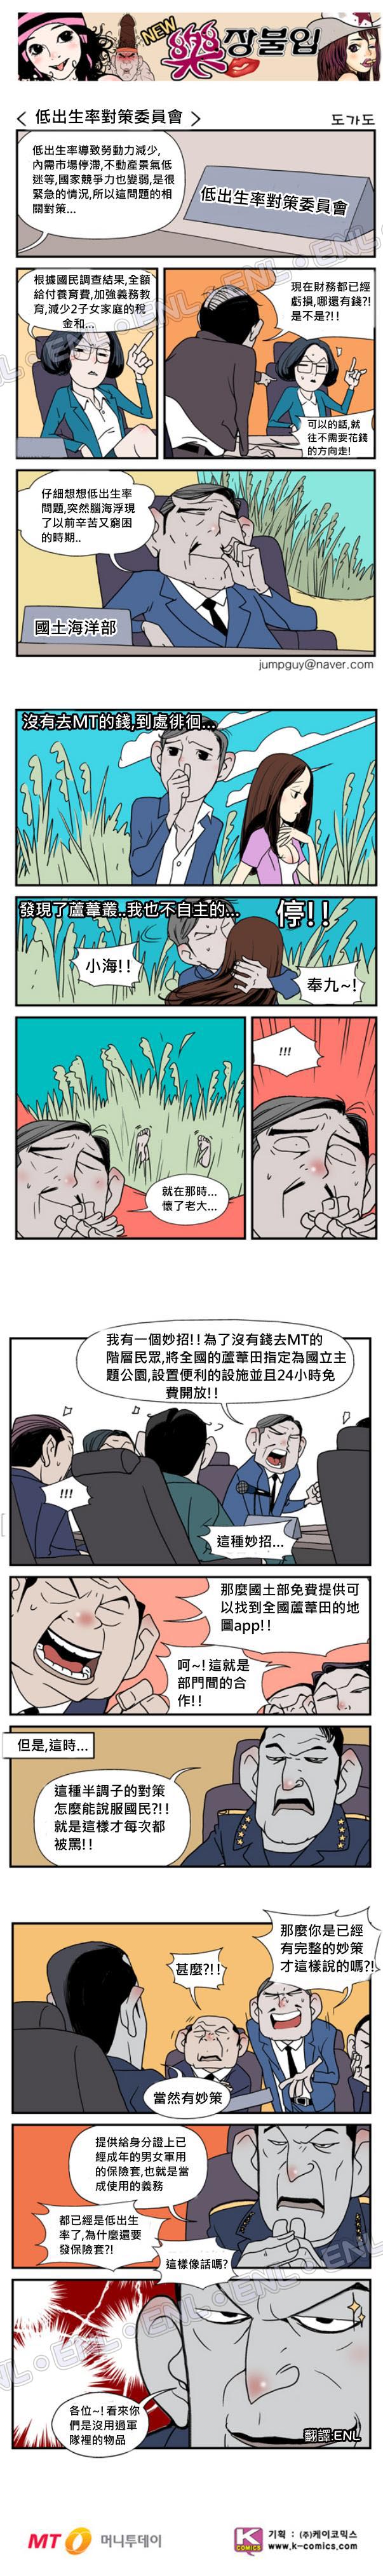 NEW 樂 장불입
< 低出生率對策委員會 >
도가도
低出生率導致勞動力減少,
內需市場停滯,不動產景氣低
迷等,國家競爭力也變弱,是很
緊急的情況,所以這問題的相
關對策...
低出生率對策委員會
根據國民調查結果,全額
給付養育費,加強義務教
育,減少2子女家庭的稅
金和...
現在財務都已經
虧損,哪還有錢?!
是不是?!!
可以的話,就
往不需要花錢
的方向走!
仔細想想低出生率
問題,突然腦海浮現
了以前辛苦又窮困
的時期..
國土海洋部
jumpguy@naver.com
沒有去MT的錢,到處徘徊...
發現了蘆葦叢..我也不自主的...
停!!
小海!!
奉九~!
就在那時...
懷了老大...
!!!
我有一個妙招!!為了沒有錢去MT的
階層民眾,將全國的蘆葦田指定為國立主
題公園,設置便利的設施並且24小時免
費開放!!
!!!
這種妙招...
那麼國土部免費提供可
以找到全國蘆葦田的地
圖app!!
呵~!這就是
部門間的合
作!!
但是,這時...
這種半調子的對策
怎麼能說服國民?!!
就是這樣才每次都
被罵!!
那麼你是已經
有完整的妙策
才這樣說的嗎?!
甚麼?!!
當然有妙策
提供給身分證上已
經成年的男女軍用
的保險套,也就是當
成使用的義務
都已經是低出生
率了,為什麼還要
發保險套?!
這樣像話嗎?
各位~!看來你
們是沒用過軍
隊裡的物品
翻譯:ENL
MT 머니투데이
K COMICS 기획 : (주)케이코믹스
www.k-comics.com